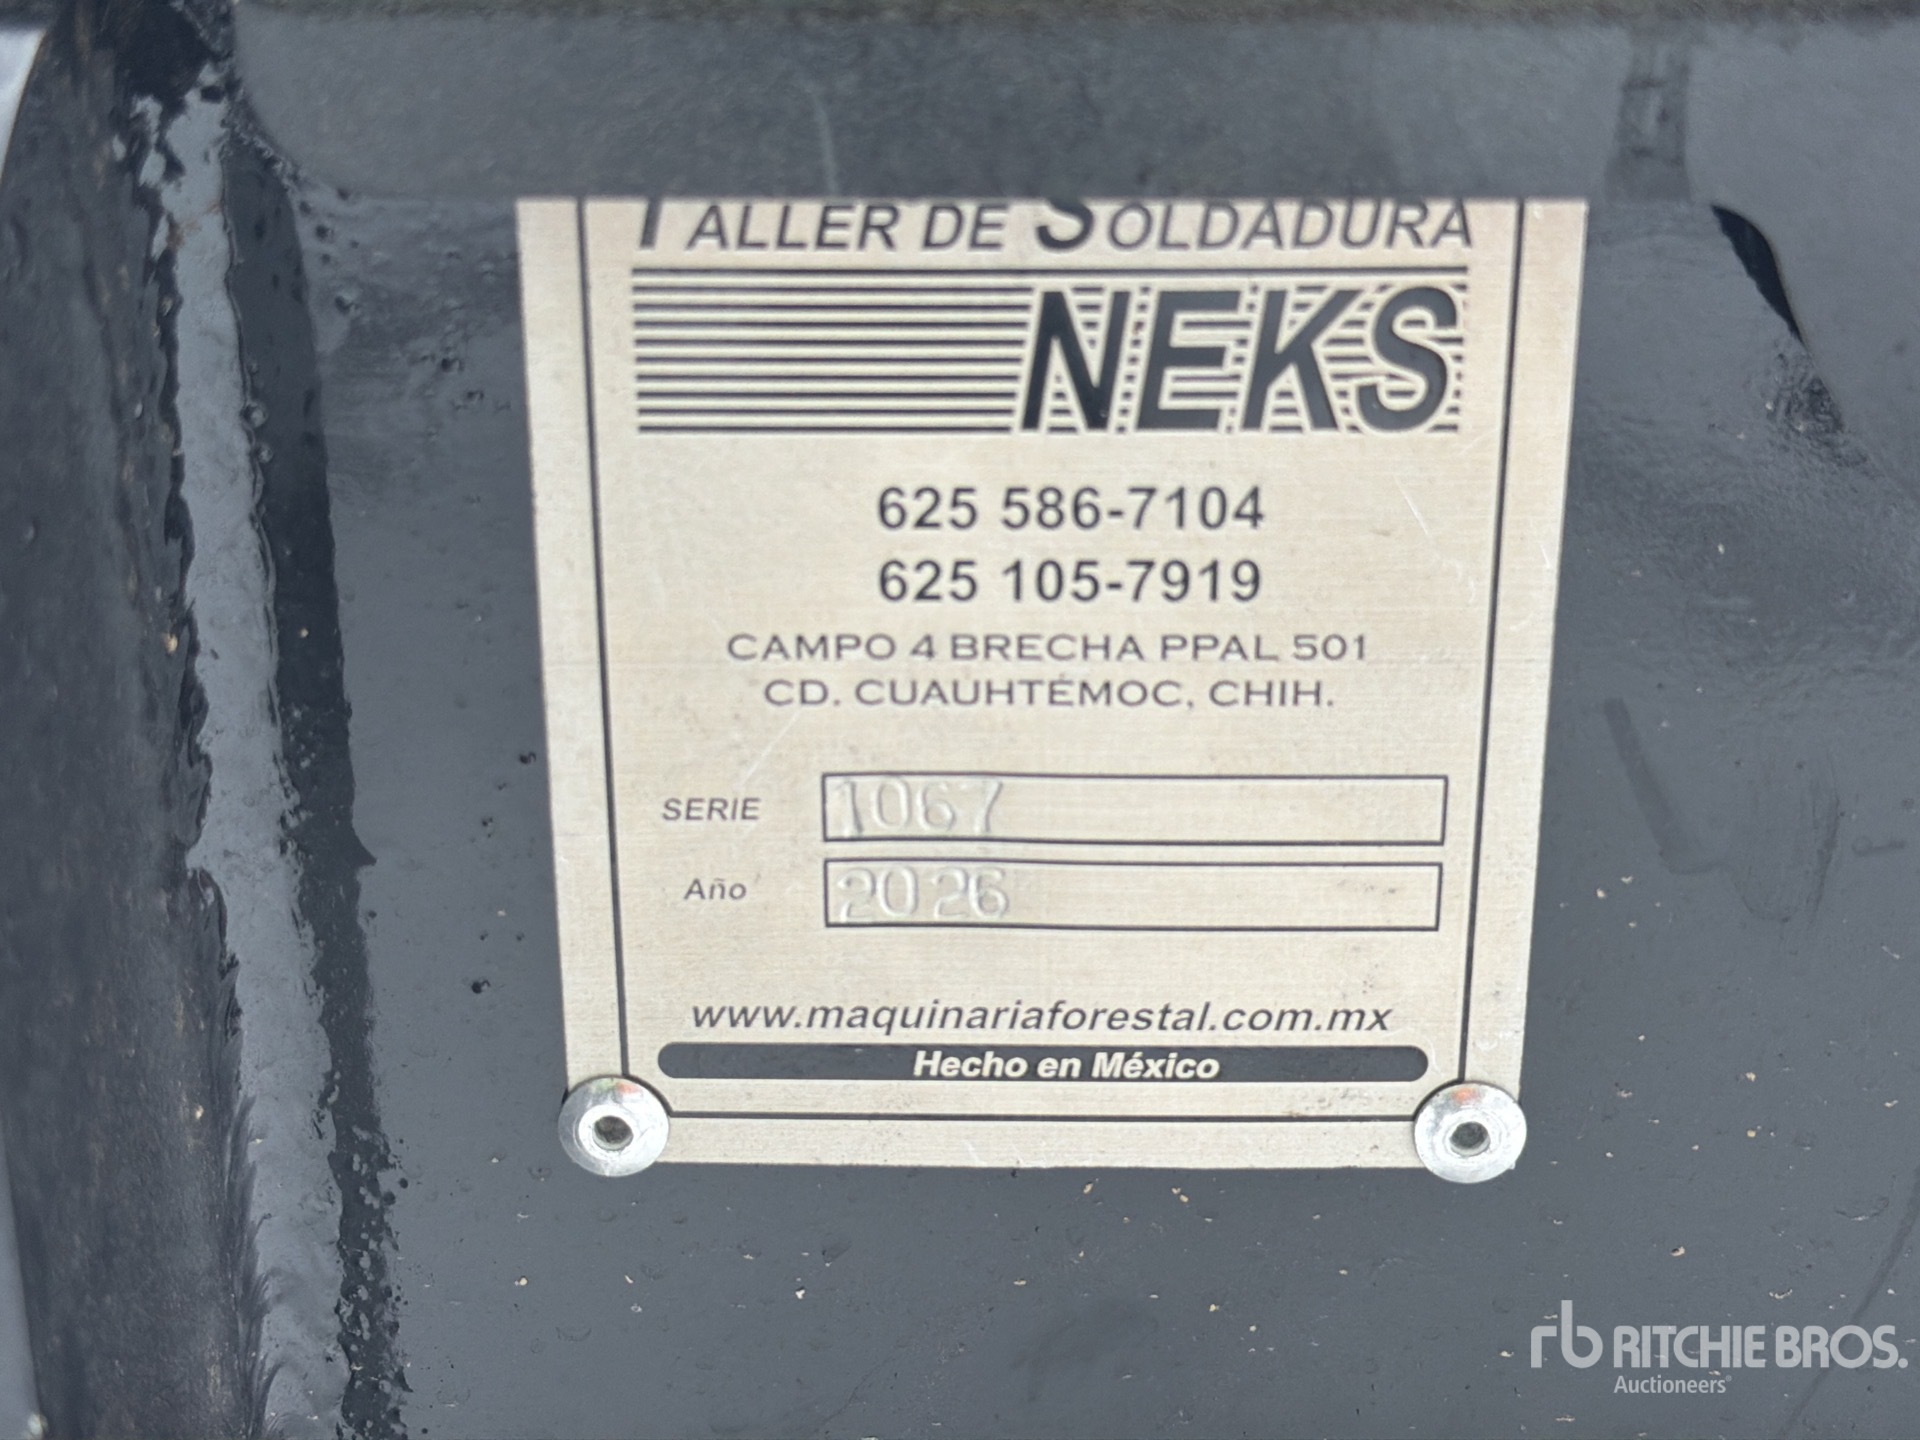 TALLER DE SOLDADURA
NEKS
625 586-7104
625 105-7919
CAMPO 4 BRECHA PPAL 501
CD. CUAUHTÉMOC, CHIH.
SERIE 1067
Año 2026
www.maquinariaforestal.com.mx
Hecho en México
rb RITCHIE BROS.
Auctioneers